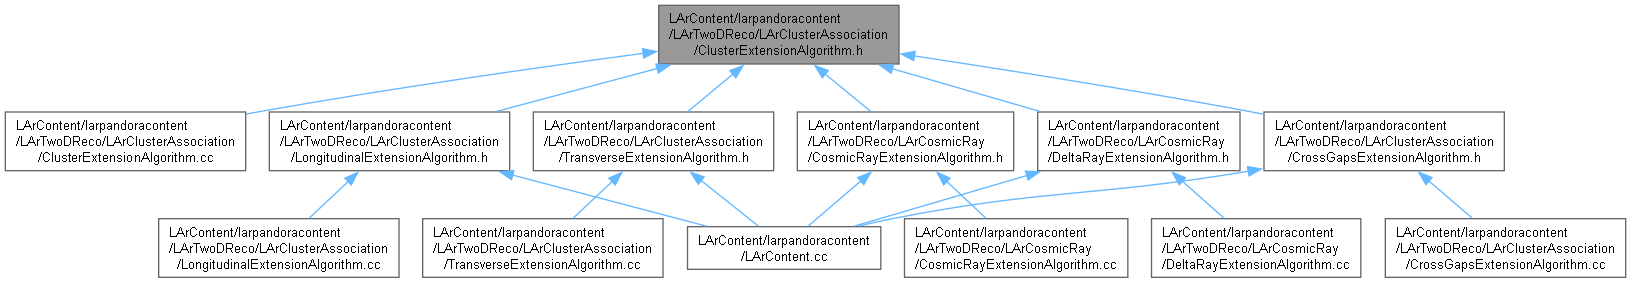 LArContent/larpandoracontent
/LArTwoDReco/LArClusterAssociation
/ClusterExtensionAlgorithm.h
LArContent/larpandoracontent
/LArTwoDReco/LArClusterAssociation
/ClusterExtensionAlgorithm.cc
LArContent/larpandoracontent
/LArTwoDReco/LArClusterAssociation
/LongitudinalExtensionAlgorithm.h
LArContent/larpandoracontent
/LArTwoDReco/LArClusterAssociation
/TransverseExtensionAlgorithm.h
LArContent/larpandoracontent
/LArTwoDReco/LArCosmicRay
/CosmicRayExtensionAlgorithm.h
LArContent/larpandoracontent
/LArTwoDReco/LArCosmicRay
/DeltaRayExtensionAlgorithm.h
LArContent/larpandoracontent
/LArTwoDReco/LArClusterAssociation
/CrossGapsExtensionAlgorithm.h
LArContent/larpandoracontent
/LArTwoDReco/LArClusterAssociation
/LongitudinalExtensionAlgorithm.cc
LArContent/larpandoracontent
/LArTwoDReco/LArClusterAssociation
/TransverseExtensionAlgorithm.cc
LArContent/larpandoracontent
/LArContent.cc
LArContent/larpandoracontent
/LArTwoDReco/LArCosmicRay
/CosmicRayExtensionAlgorithm.cc
LArContent/larpandoracontent
/LArTwoDReco/LArCosmicRay
/DeltaRayExtensionAlgorithm.cc
LArContent/larpandoracontent
/LArTwoDReco/LArClusterAssociation
/CrossGapsExtensionAlgorithm.cc